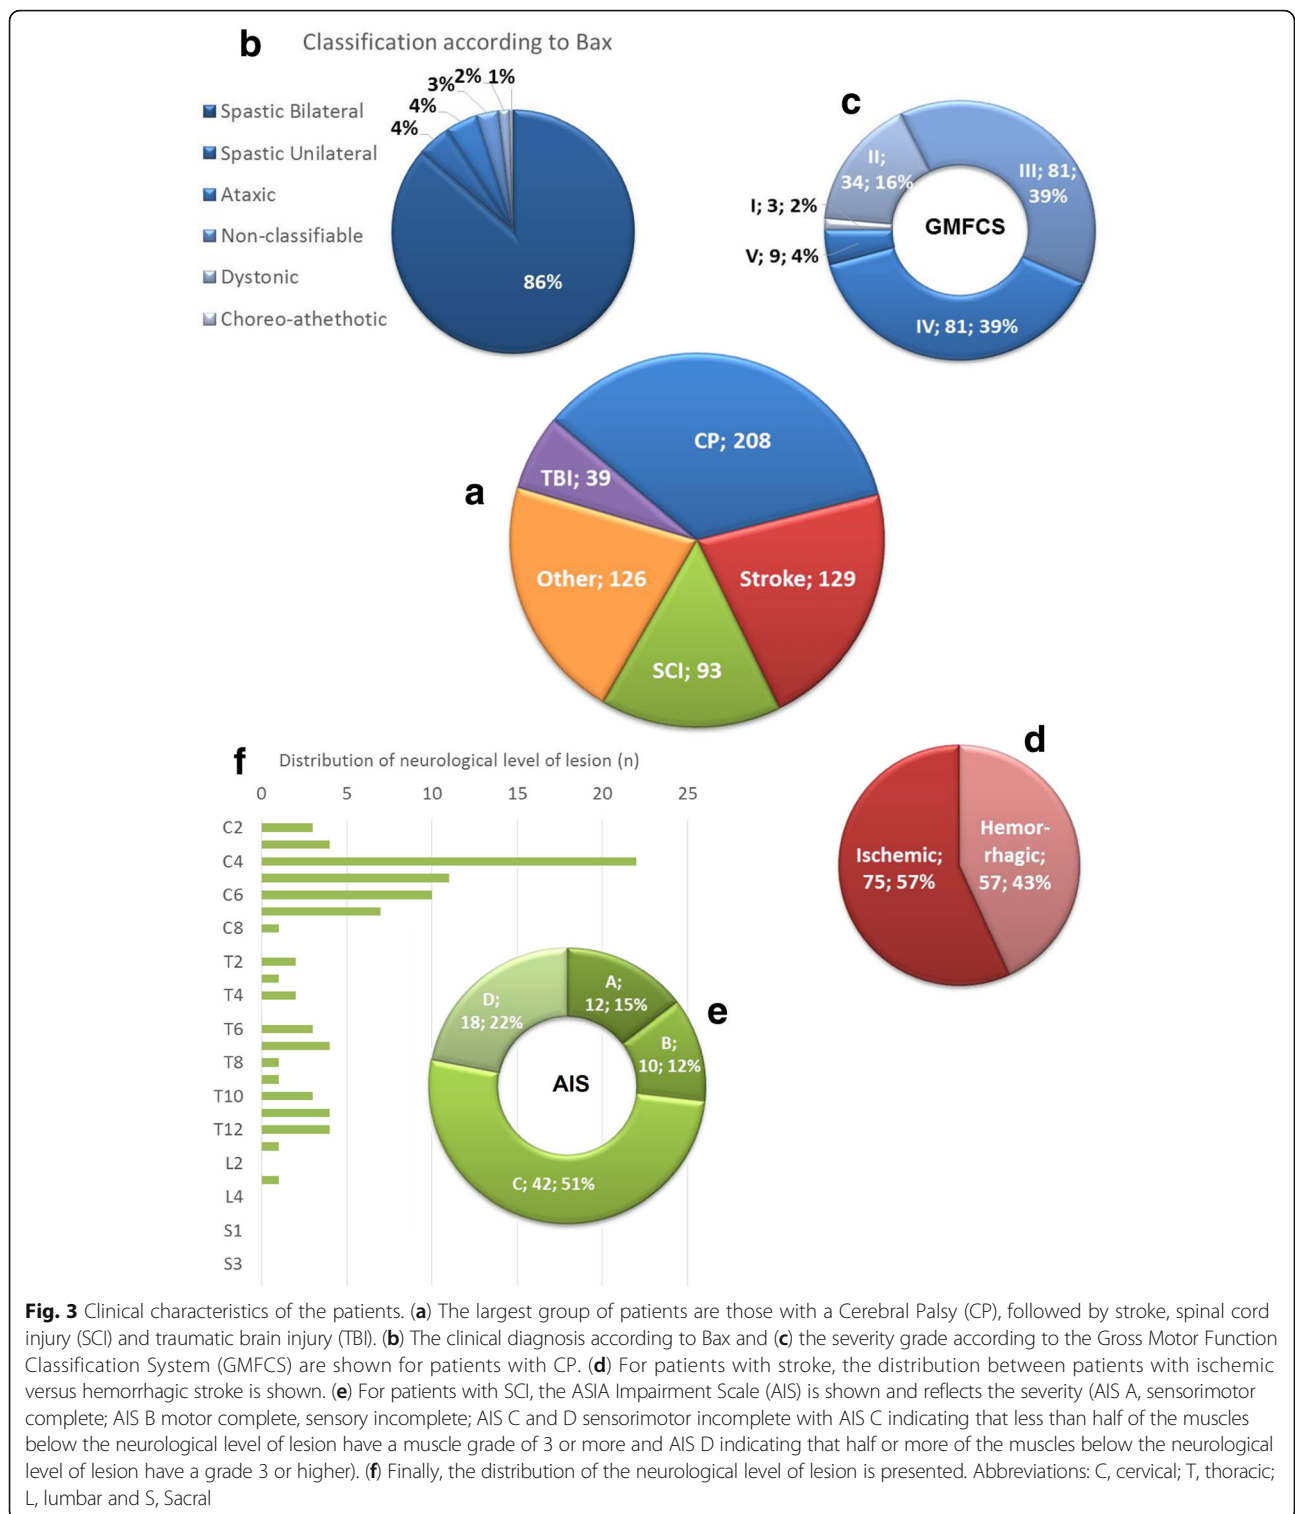 b Classification according to Bax
Spastic Bilateral
Spastic Unilateral
Ataxic
Non-classifiable
Dystonic
Choreo-athethotic
4%
4%
3%
2%
1%
86%
c
II;
34; 16%
III; 81;
39%
I; 3; 2%
GMFCS
V; 9; 4%
IV; 81; 39%
a
CP; 208
TBI; 39
Other; 126
Stroke; 129
SCI; 93
d
Ischemic;
75; 57%
Hemor-
rhagic;
57; 43%
f Distribution of neurological level of lesion (n)
0 5 10 15 20 25
C2
C4
C6
C8
T2
T4
T6
T8
T10
T12
L2
L4
S1
S3
e
D;
18; 22%
A;
12; 15%
B;
10; 12%
AIS
C; 42; 51%
Fig. 3 Clinical characteristics of the patients. (a) The largest group of patients are those with a Cerebral Palsy (CP), followed by stroke, spinal cord
injury (SCI) and traumatic brain injury (TBI). (b) The clinical diagnosis according to Bax and (c) the severity grade according to the Gross Motor Function
Classification System (GMFCS) are shown for patients with CP. (d) For patients with stroke, the distribution between patients with ischemic
versus hemorrhagic stroke is shown. (e) For patients with SCI, the ASIA Impairment Scale (AIS) is shown and reflects the severity (AIS A, sensorimotor
complete; AIS B motor complete, sensory incomplete; AIS C and D sensorimotor incomplete with AIS C indicating that less than half of the muscles
below the neurological level of lesion have a muscle grade of 3 or more and AIS D indicating that half or more of the muscles below the neurological
level of lesion have a grade 3 or higher). (f) Finally, the distribution of the neurological level of lesion is presented. Abbreviations: C, cervical; T, thoracic;
L, lumbar and S, Sacral